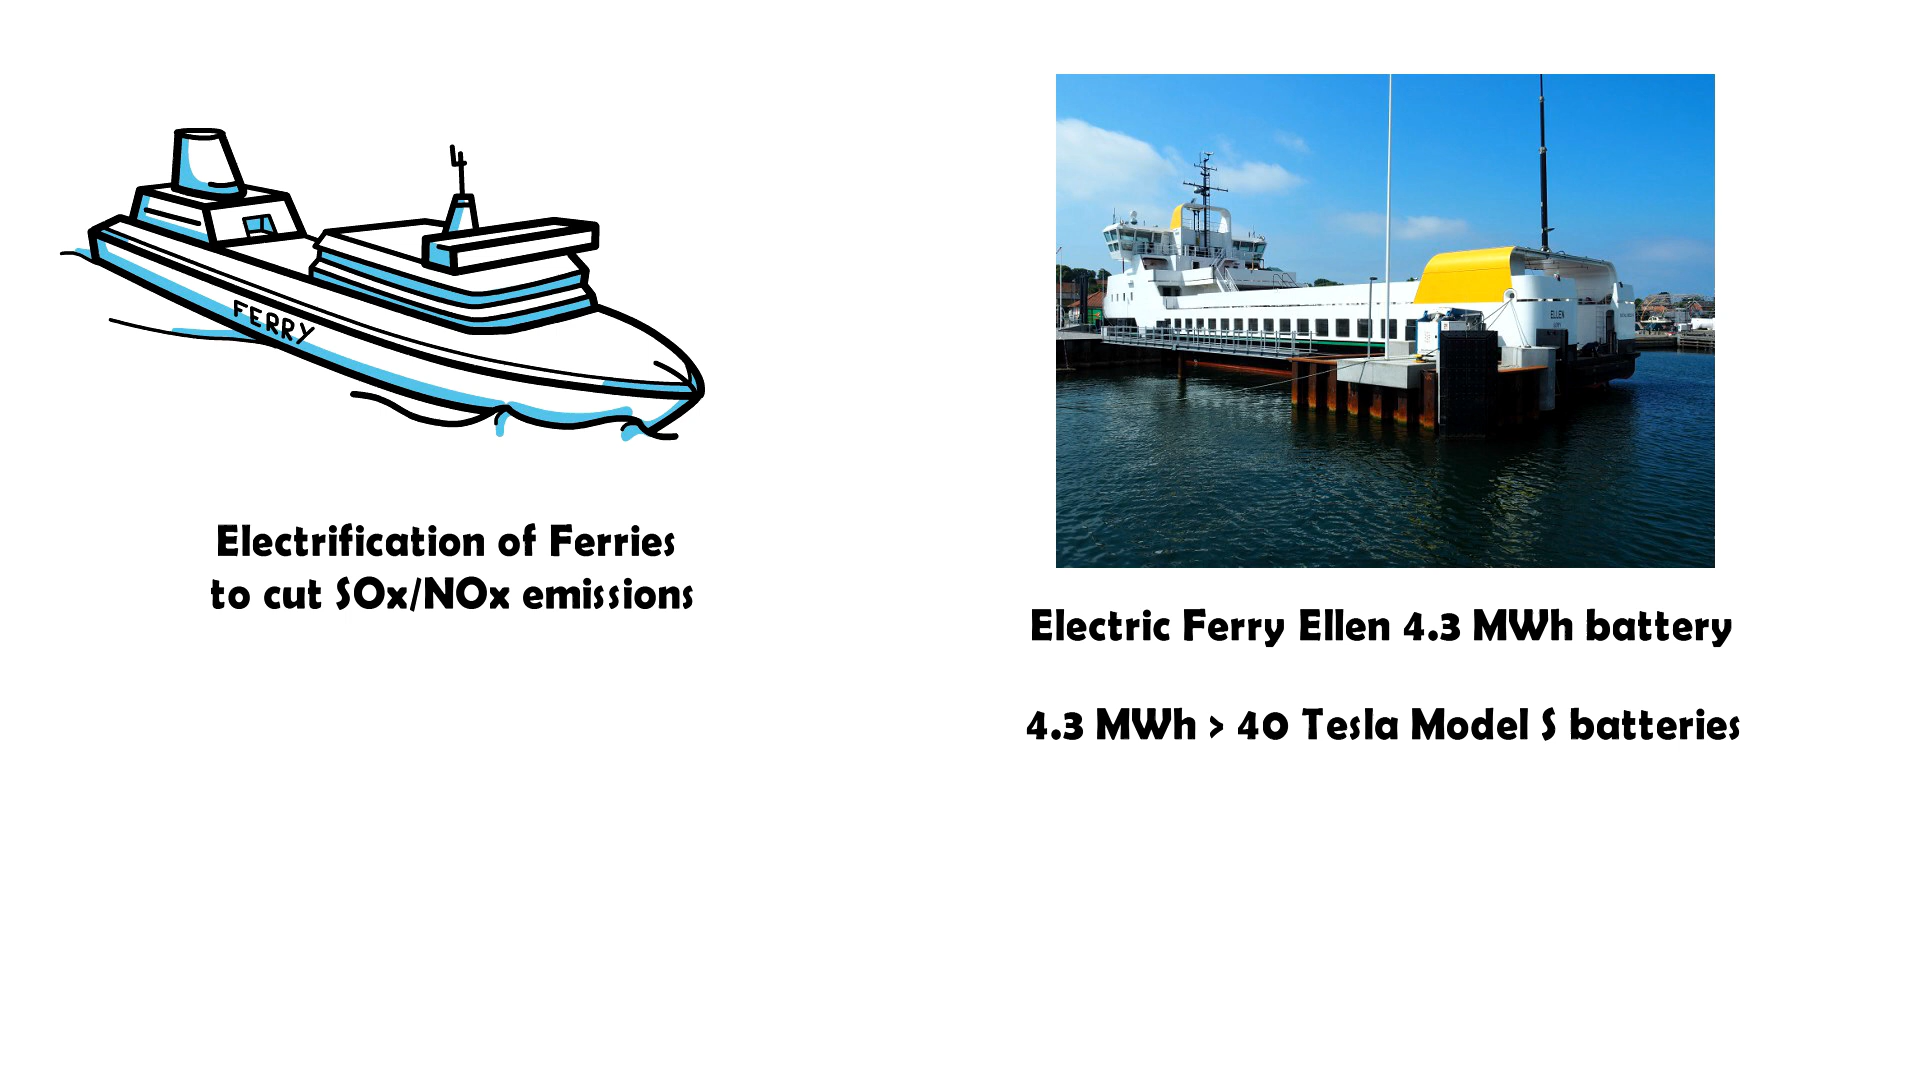 FERRY
Electrification of Ferries
to cut SOx/NOx emissions
ELLEN
Electric Ferry Ellen 4.3 MWh battery
4.3 MWh > 40 Tesla Model S batteries